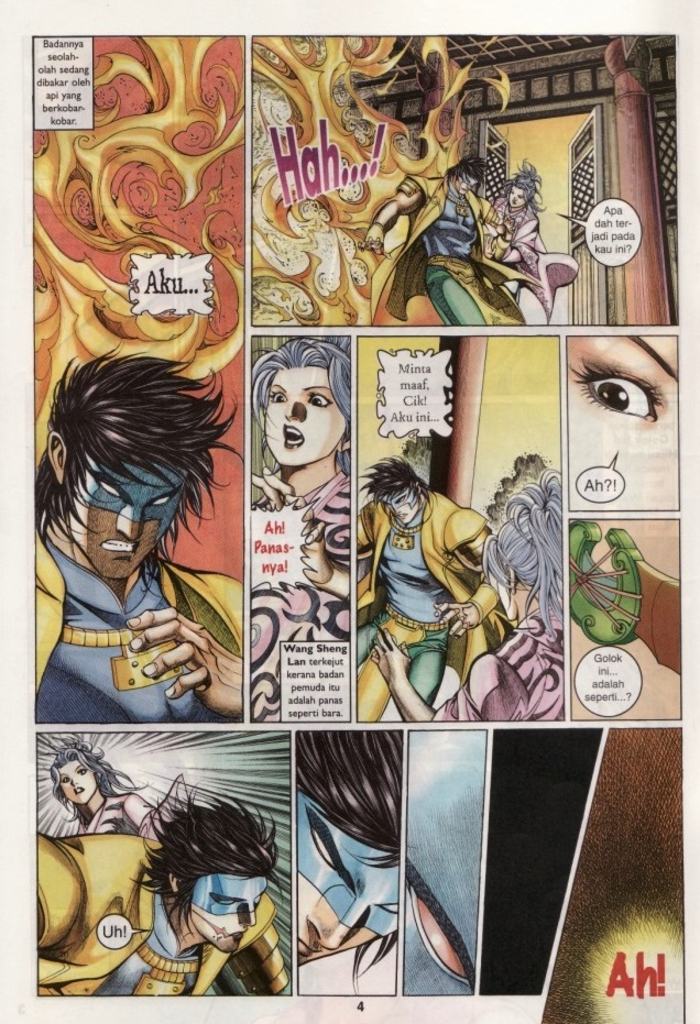 Badannya
seolah-
olah sedang
dibakar oleh
api yang
berkobar-
kobar.
Aku...
Hah....!
Apa
dah ter-
jadi pada
kau ini?
Ah!
Panas-
nya!
Wang Sheng
Lan terkejut
kerana badan
pemuda itu
adalah panas
seperti bara.
Minta
maaf,
Cik!
Aku ini...
Ah?!
Golok
ini...
adalah
seperti...?
Uh!
Ah!
4